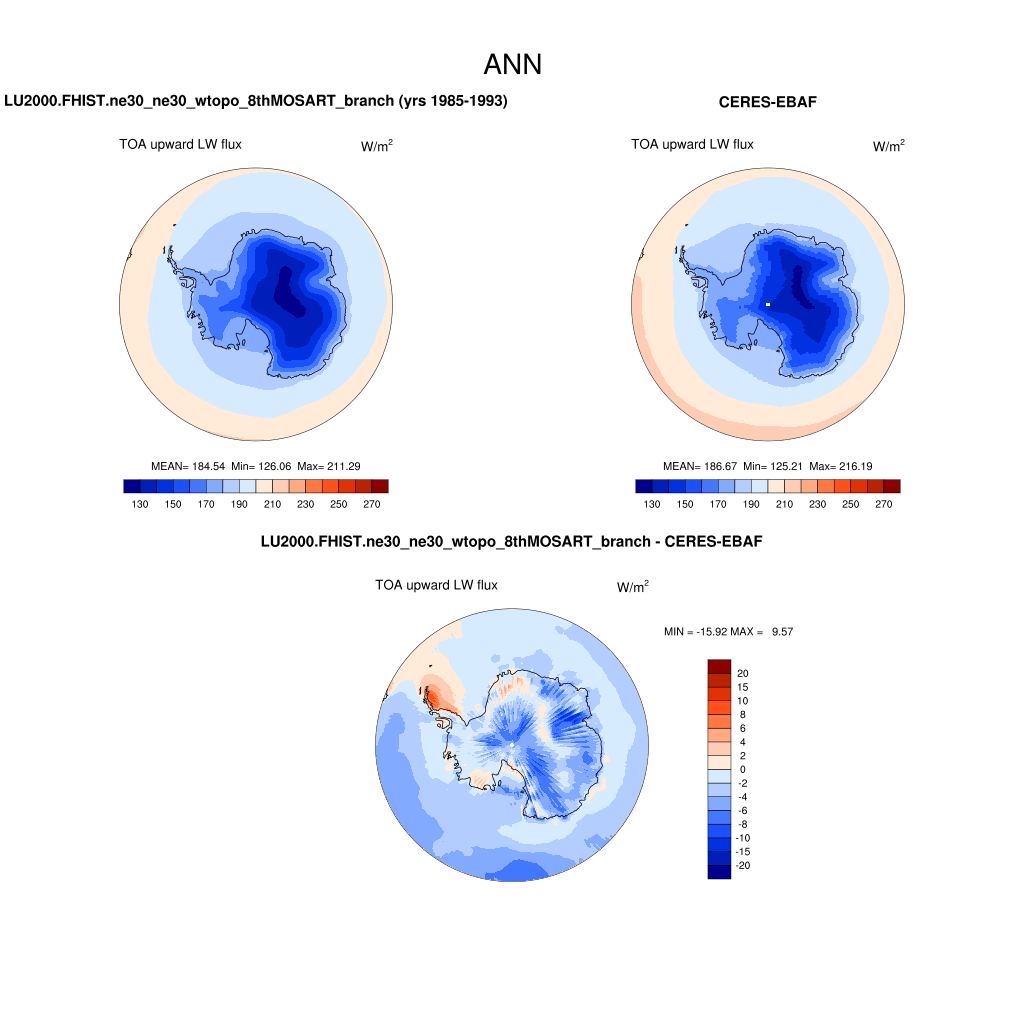 ANN
LU2000.FHIST.ne30_ne30_wtopo_8thMOSART_branch (yrs 1985-1993)
CERES-EBAF
TOA upward LW flux W/m²
TOA upward LW flux W/m²
MEAN= 184.54 Min= 126.06 Max= 211.29
MEAN= 186.67 Min= 125.21 Max= 216.19
130 150 170 190 210 230 250 270
130 150 170 190 210 230 250 270
LU2000.FHIST.ne30_ne30_wtopo_8thMOSART_branch - CERES-EBAF
TOA upward LW flux W/m²
MIN = -15.92 MAX = 9.57
20
15
10
8
6
4
2
0
-2
-4
-6
-8
-10
-15
-20